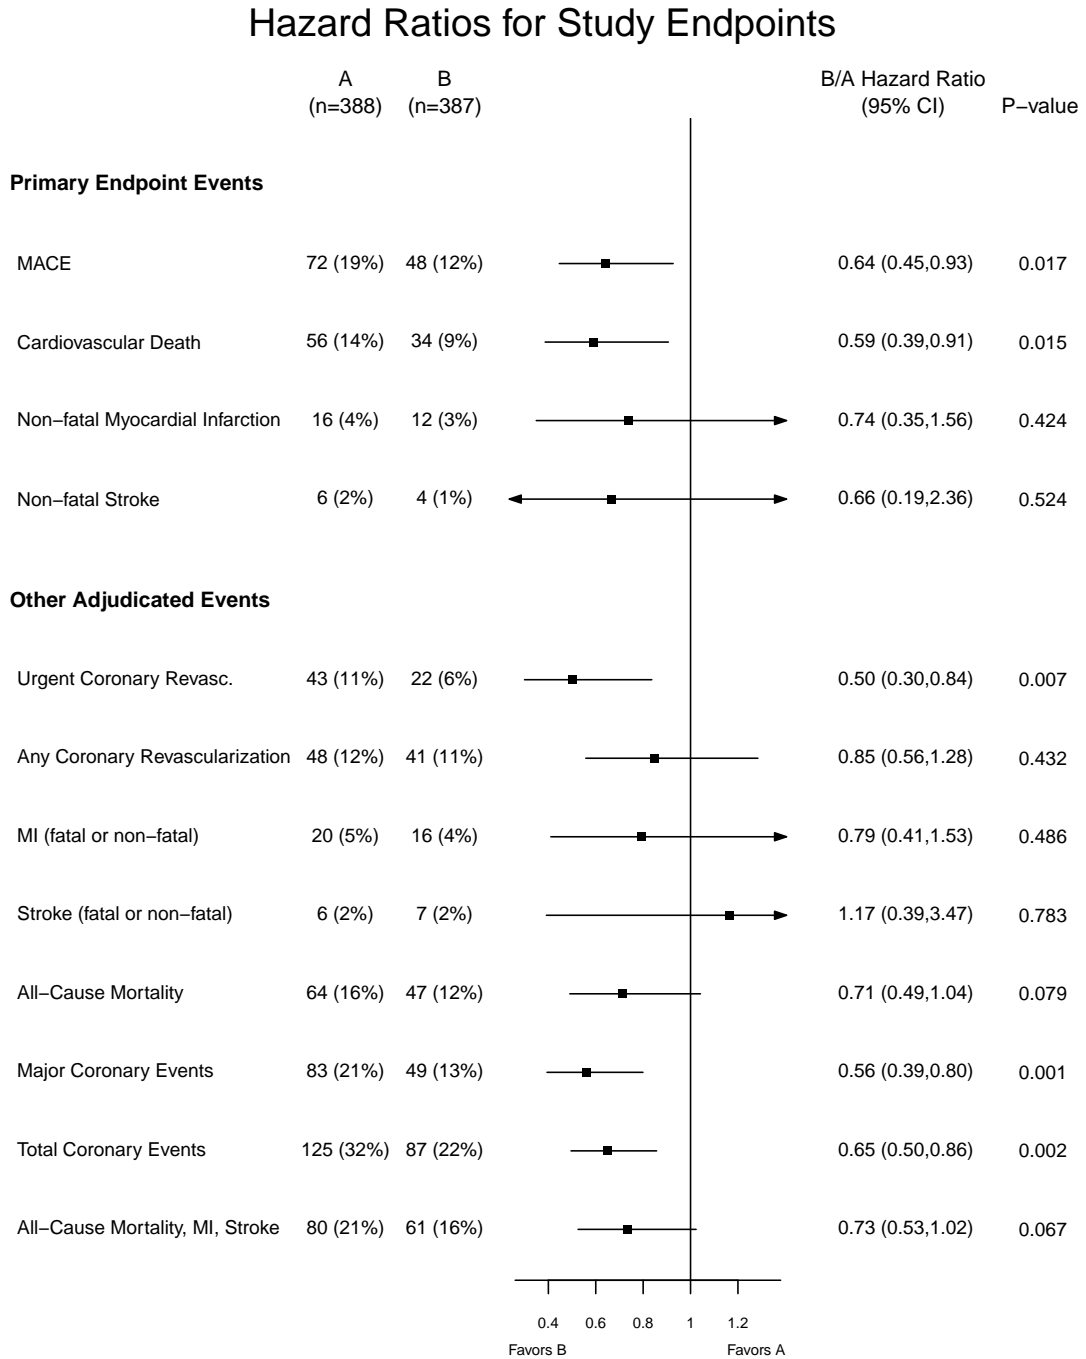 Hazard Ratios for Study Endpoints
A B B/A Hazard Ratio
(n=388) (n=387) (95% CI) P−value
Primary Endpoint Events
MACE 72 (19%) 48 (12%) 0.64 (0.45,0.93) 0.017
Cardiovascular Death 56 (14%) 34 (9%) 0.59 (0.39,0.91) 0.015
Non−fatal Myocardial Infarction 16 (4%) 12 (3%) 0.74 (0.35,1.56) 0.424
Non−fatal Stroke 6 (2%) 4 (1%) 0.66 (0.19,2.36) 0.524
Other Adjudicated Events
Urgent Coronary Revasc. 43 (11%) 22 (6%) 0.50 (0.30,0.84) 0.007
Any Coronary Revascularization 48 (12%) 41 (11%) 0.85 (0.56,1.28) 0.432
MI (fatal or non−fatal) 20 (5%) 16 (4%) 0.79 (0.41,1.53) 0.486
Stroke (fatal or non−fatal) 6 (2%) 7 (2%) 1.17 (0.39,3.47) 0.783
All−Cause Mortality 64 (16%) 47 (12%) 0.71 (0.49,1.04) 0.079
Major Coronary Events 83 (21%) 49 (13%) 0.56 (0.39,0.80) 0.001
Total Coronary Events 125 (32%) 87 (22%) 0.65 (0.50,0.86) 0.002
All−Cause Mortality, MI, Stroke 80 (21%) 61 (16%) 0.73 (0.53,1.02) 0.067
0.4 0.6 0.8 1 1.2
Favors B Favors A